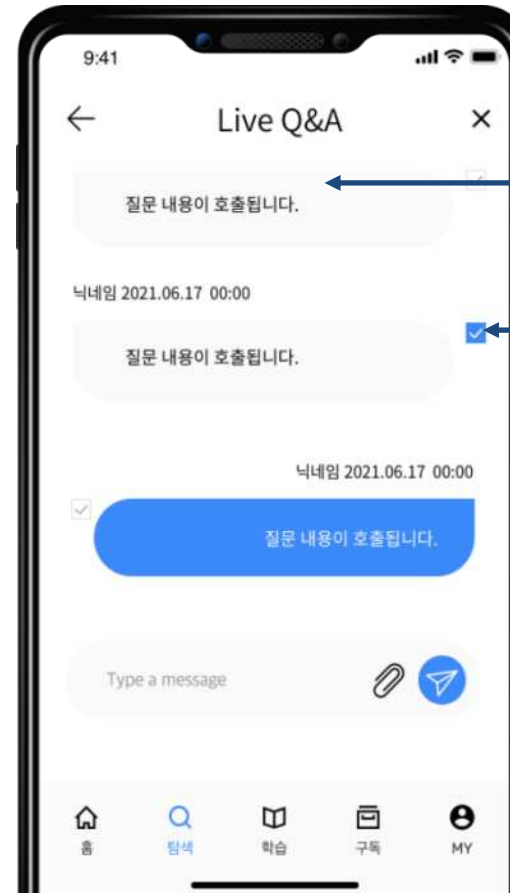 9:41
Live Q&A
질문 내용이 호출됩니다.
닉네임 2021.06.17 00:00
질문 내용이 호출됩니다.
닉네임 2021.06.17 00:00
질문 내용이 호출됩니다.
Type a message
홈 탐색 학습 구독 MY